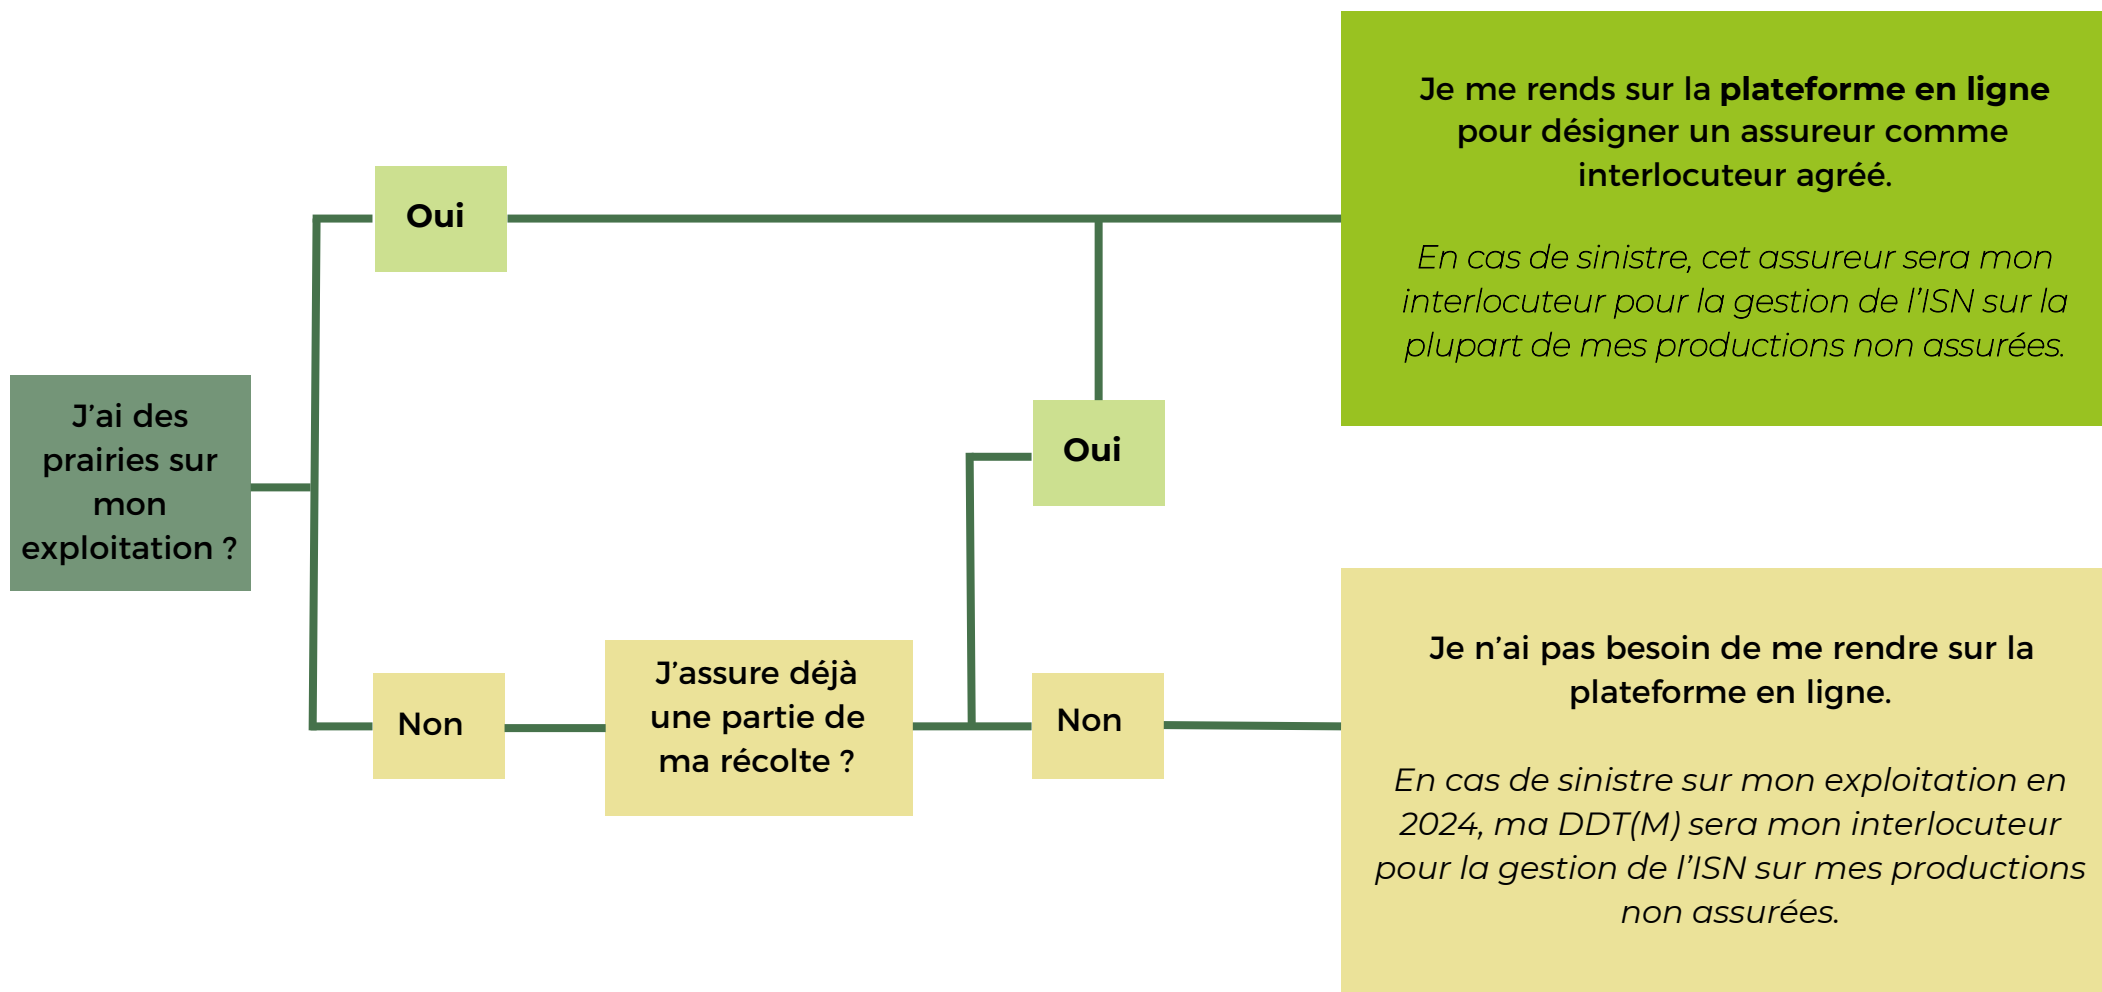 J’ai des
prairies sur
mon
exploitation ?
Oui
Non
J’assure déjà
une partie de
ma récolte ?
Oui
Non
Je me rends sur la plateforme en ligne
pour désigner un assureur comme
interlocuteur agréé.
En cas de sinistre, cet assureur sera mon
interlocuteur pour la gestion de l’ISN sur la
plupart de mes productions non assurées.
Je n’ai pas besoin de me rendre sur la
plateforme en ligne.
En cas de sinistre sur mon exploitation en
2024, ma DDT(M) sera mon interlocuteur
pour la gestion de l’ISN sur mes productions
non assurées.